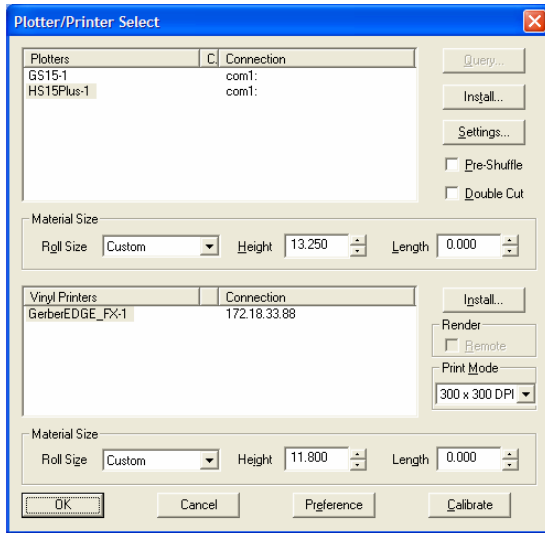 Plotter/Printer Select
Plotters C. Connection
GS15-1 com1:
HS15Plus-1 com1:
Query...
Install...
Settings...
Pre-Shuffle
Double Cut
Material Size
Roll Size Custom Height 13.250 Length 0.000
Vinyl Printers Connection
GerberEDGE_FX-1 172.18.33.88
Install...
Render
Remote
Print Mode
300 x 300 DPI
Material Size
Roll Size Custom Height 11.800 Length 0.000
OK Cancel Preference Calibrate